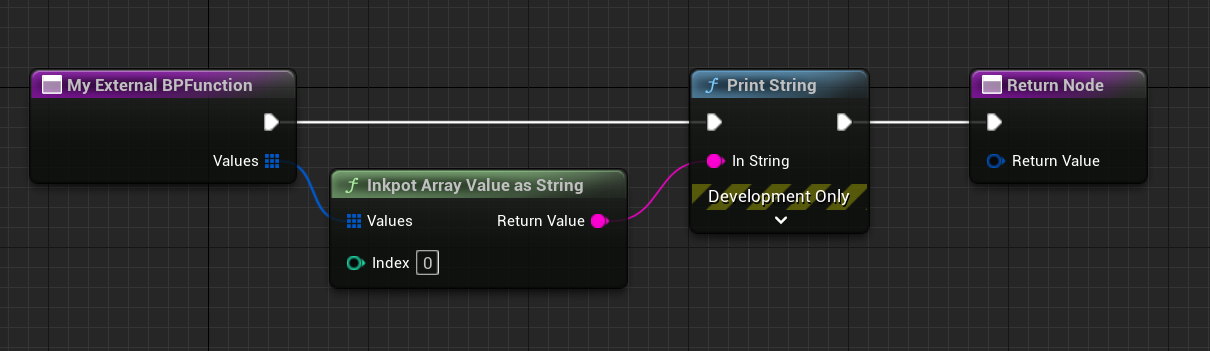 My External BPFunction
Values
Inkpot Array Value as String
Values
Return Value
Index 0
Print String
In String
Development Only
Return Node
Return Value